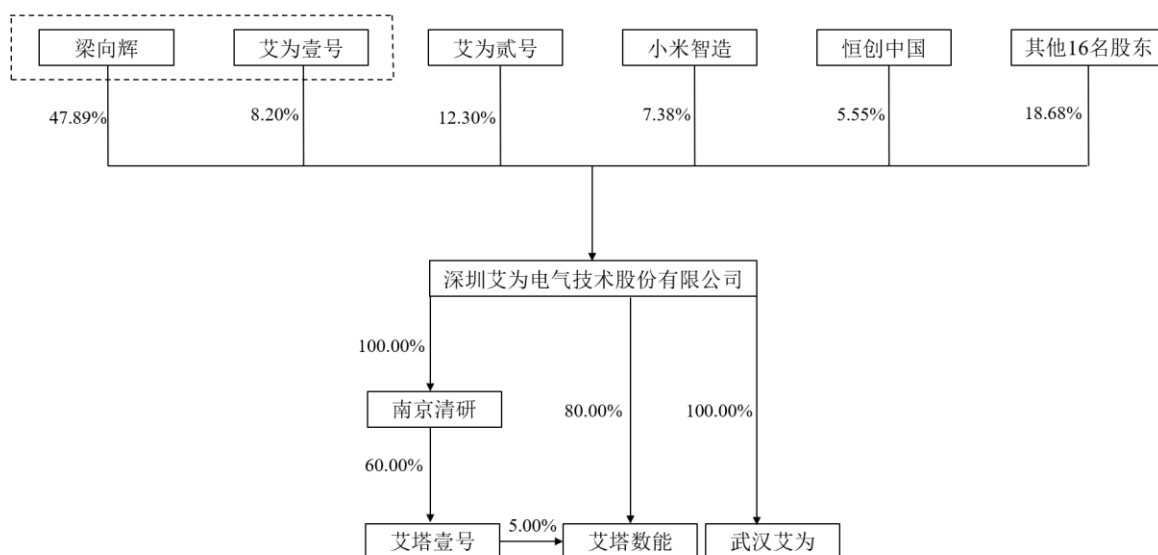 梁向辉
艾为壹号
艾为贰号
小米智造
恒创中国
其他16名股东
47.89%
8.20%
12.30%
7.38%
5.55%
18.68%
深圳艾为电气技术股份有限公司
100.00%
南京清研
80.00%
100.00%
60.00%
艾塔壹号
5.00%
艾塔数能
武汉艾为